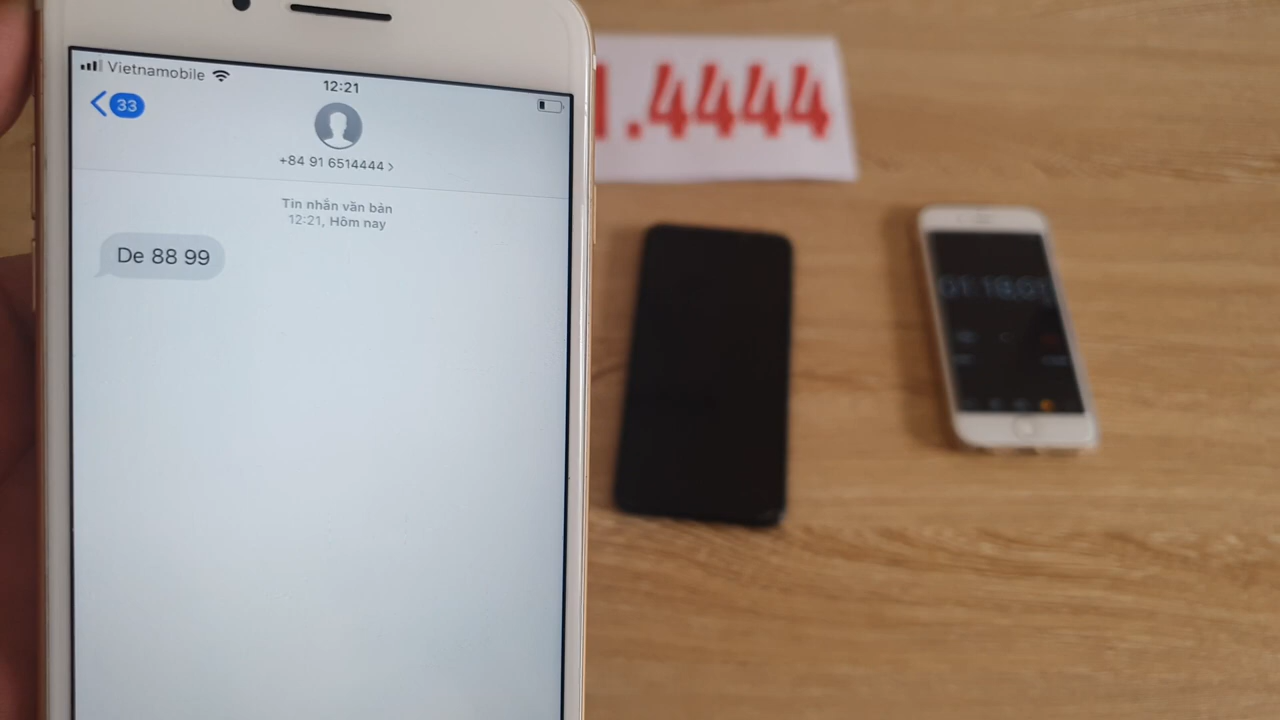 Vietnamobile
12:21
33
+84 91 6514444 >
Tin nhắn văn bản
12:21, Hôm nay
De 88 99
1.4444